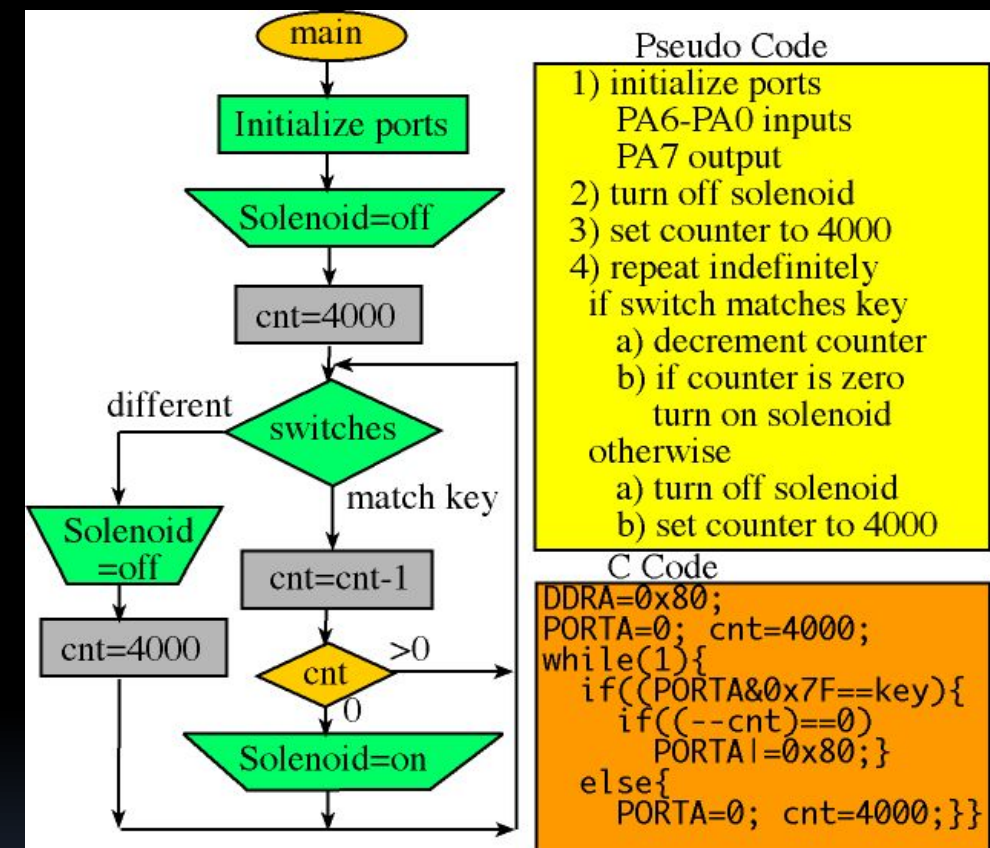 main
Initialize ports
Solenoid=off
cnt=4000
different
switches
match key
Solenoid
=off
cnt=4000
cnt=cnt-1
cnt
>0
0
Solenoid=on
Pseudo Code
1) initialize ports
PA6-PA0 inputs
PA7 output
2) turn off solenoid
3) set counter to 4000
4) repeat indefinitely
if switch matches key
a) decrement counter
b) if counter is zero
turn on solenoid
otherwise
a) turn off solenoid
b) set counter to 4000
C Code
DDRA=0x80;
PORTA=0; cnt=4000;
while(1){
if((PORTA&0x7F==key){
if((--cnt)==0)
PORTA|=0x80;}
else{
PORTA=0; cnt=4000;}}